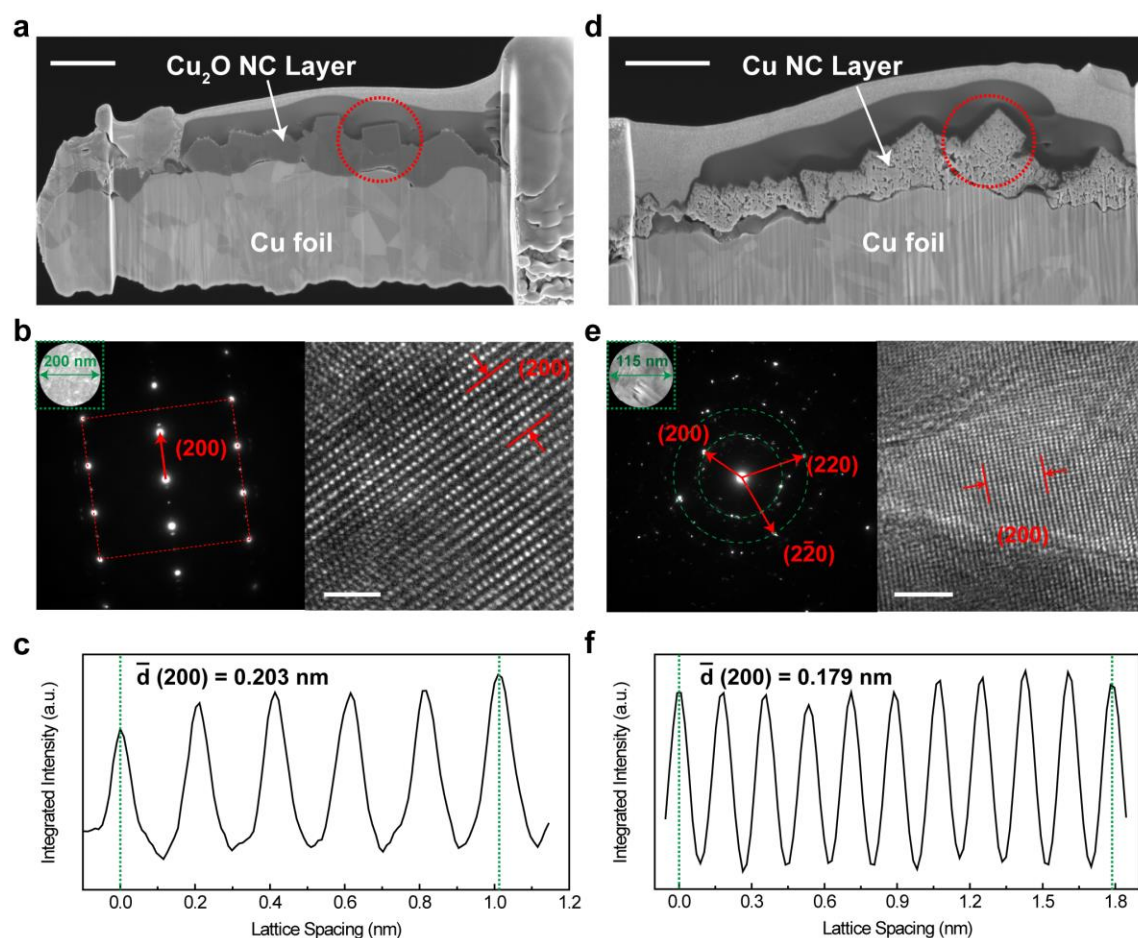 a
Cu₂O NC Layer
Cu foil
d
Cu NC Layer
Cu foil
b
200 nm
(200)
(200)
e
115 nm
(200)
(220)
(2̄20)
(200)
c
d̄ (200) = 0.203 nm
Integrated Intensity (a.u.)
0.0 0.2 0.4 0.6 0.8 1.0 1.2
Lattice Spacing (nm)
f
d̄ (200) = 0.179 nm
Integrated Intensity (a.u.)
0.0 0.3 0.6 0.9 1.2 1.5 1.8
Lattice Spacing (nm)